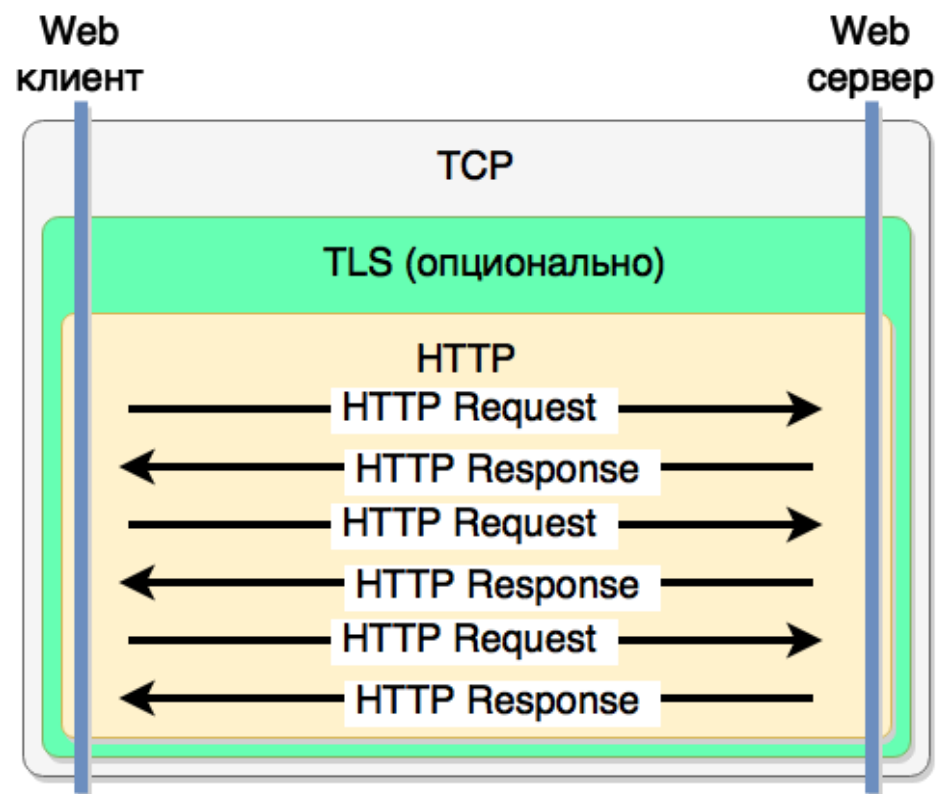 Web
клиент
Web
сервер
TCP
TLS (опционально)
HTTP
HTTP Request
HTTP Response
HTTP Request
HTTP Response
HTTP Request
HTTP Response